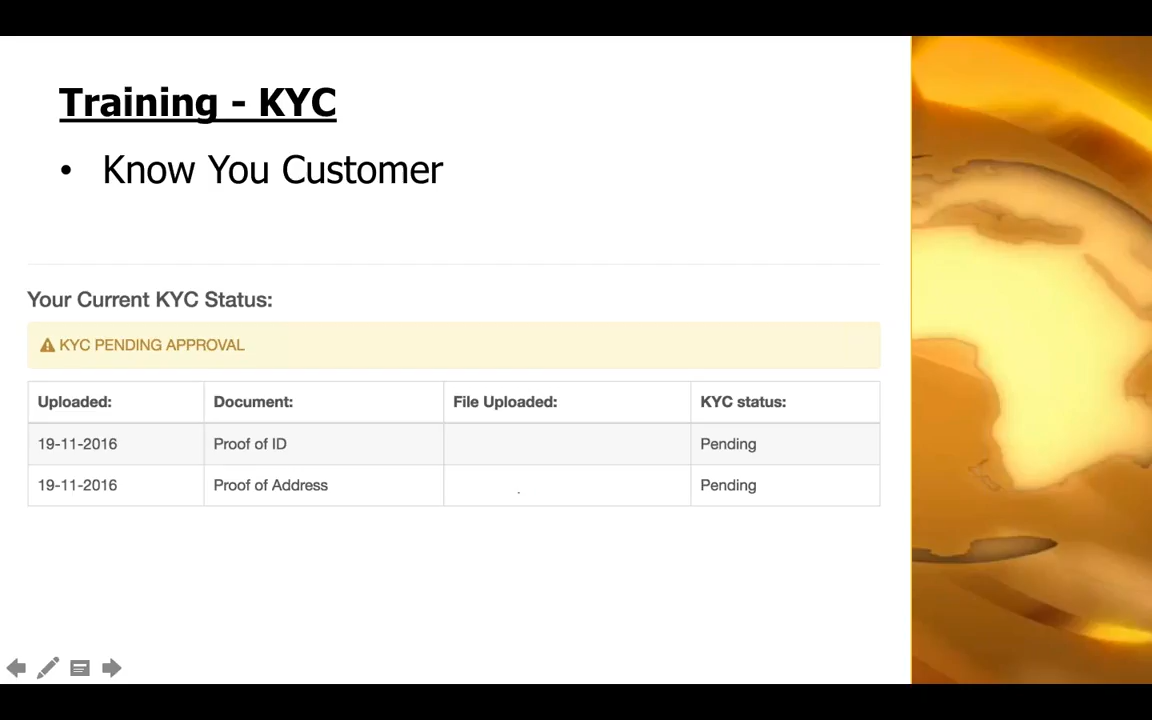 Training - KYC
• Know You Customer
Your Current KYC Status:
KYC PENDING APPROVAL
Uploaded: Document: File Uploaded: KYC status:
19-11-2016 Proof of ID Pending
19-11-2016 Proof of Address Pending